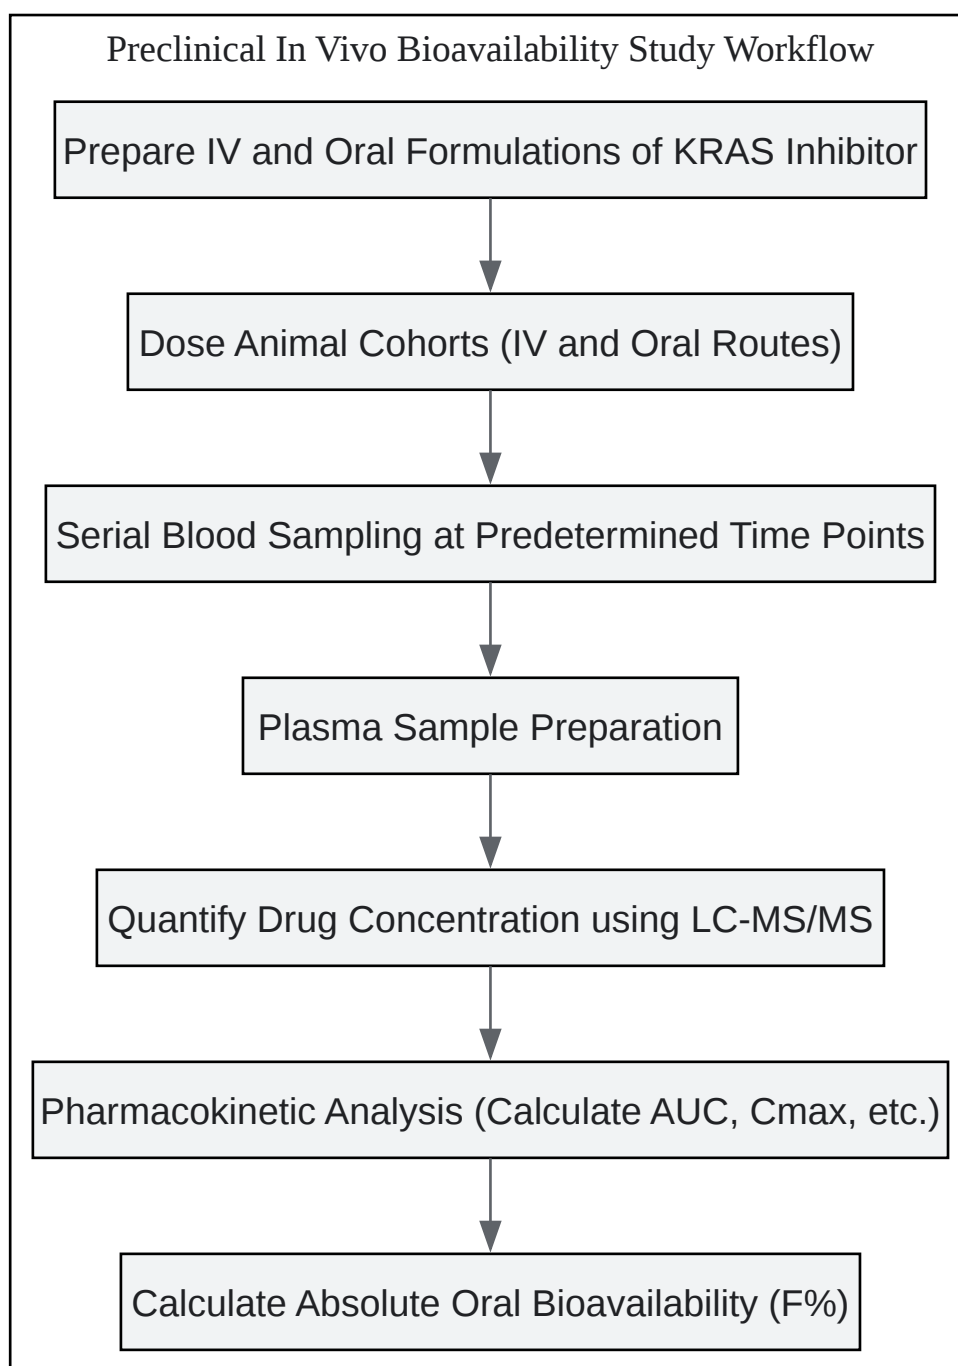 Preclinical In Vivo Bioavailability Study Workflow
Prepare IV and Oral Formulations of KRAS Inhibitor
Dose Animal Cohorts (IV and Oral Routes)
Serial Blood Sampling at Predetermined Time Points
Plasma Sample Preparation
Quantify Drug Concentration using LC-MS/MS
Pharmacokinetic Analysis (Calculate AUC, Cmax, etc.)
Calculate Absolute Oral Bioavailability (F%)